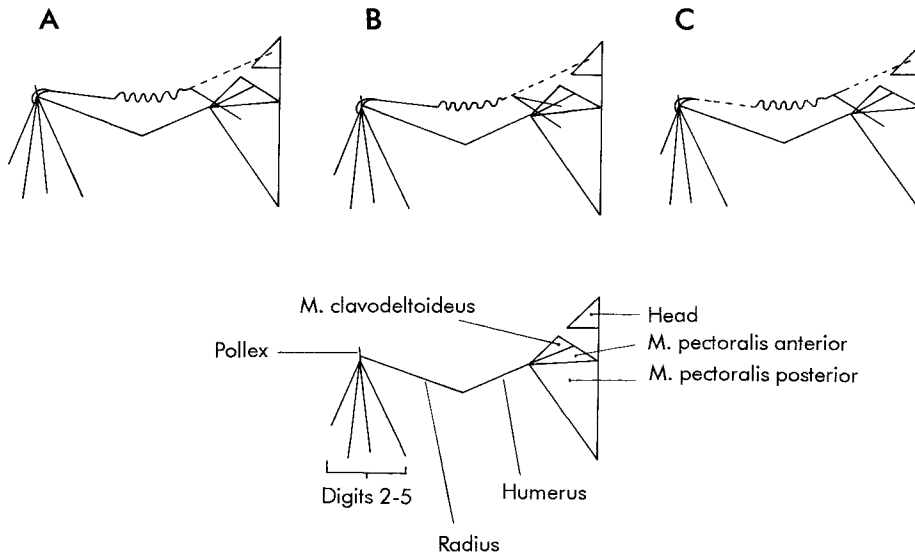 A
B
C
M. clavodeltoideus
Head
Pollex
M. pectoralis anterior
M. pectoralis posterior
Digits 2-5
Humerus
Radius